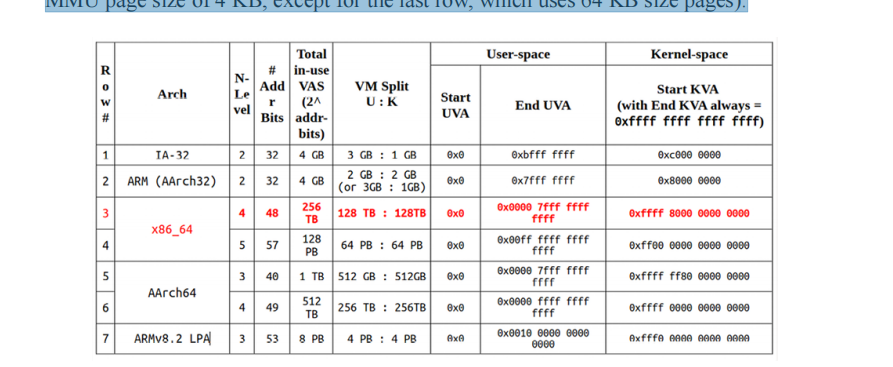 MMU page size of 4 KB, except for the last row, which uses 64 KB size pages).
Row # | Arch | N-Level | # Addr Bits | Total in-use VAS (2^ addr-bits) | VM Split U : K | User-space | Kernel-space
Start UVA | End UVA | Start KVA (with End KVA always = 0xffff ffff ffff ffff)
1 | IA-32 | 2 | 32 | 4 GB | 3 GB : 1 GB | 0x0 | 0xbfff ffff | 0xc000 0000
2 | ARM (AArch32) | 2 | 32 | 4 GB | 2 GB : 2 GB (or 3GB : 1GB) | 0x0 | 0x7fff ffff | 0x8000 0000
3 | x86_64 | 4 | 48 | 256 TB | 128 TB : 128TB | 0x0 | 0x0000 7fff ffff ffff | 0xffff 8000 0000 0000
4 | 5 | 57 | 128 PB | 64 PB : 64 PB | 0x0 | 0x00ff ffff ffff ffff | 0xff00 0000 0000 0000
5 | AArch64 | 3 | 40 | 1 TB | 512 GB : 512GB | 0x0 | 0x0000 7fff ffff ffff | 0xffff ff80 0000 0000
6 | 4 | 49 | 512 TB | 256 TB : 256TB | 0x0 | 0x0000 ffff ffff ffff | 0xffff 0000 0000 0000
7 | ARMv8.2 LPA | 3 | 53 | 8 PB | 4 PB : 4 PB | 0x0 | 0x0010 0000 0000 0000 | 0xfff0 0000 0000 0000